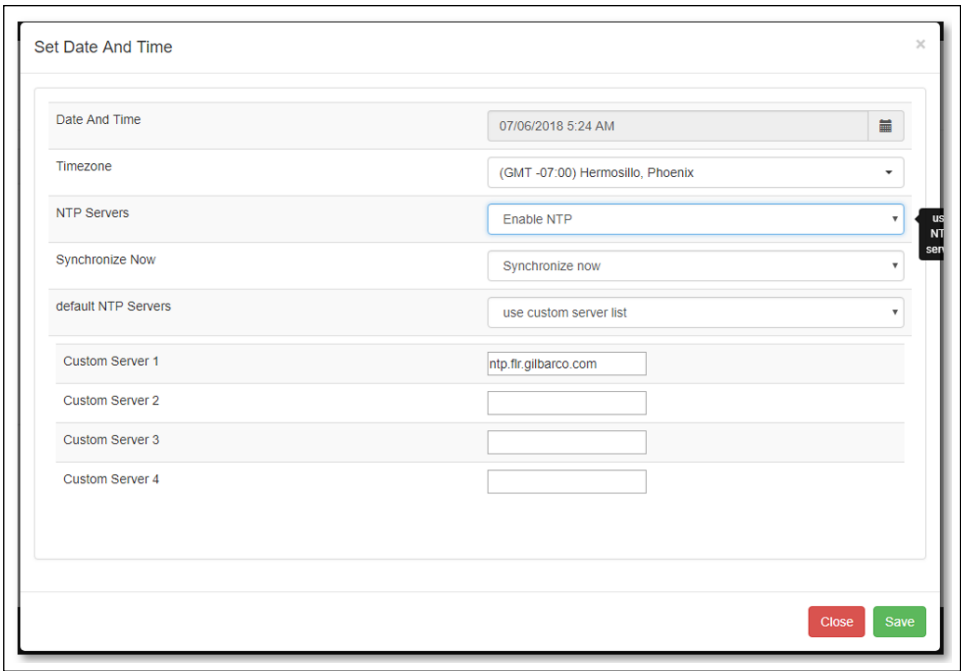 Set Date And Time
×
Date And Time
07/06/2018 5:24 AM
Timezone
(GMT -07:00) Hermosillo, Phoenix
NTP Servers
Enable NTP
us
NT
Synchronize Now
Synchronize now
default NTP Servers
use custom server list
Custom Server 1
ntp.flr.gilbarco.com
Custom Server 2
Custom Server 3
Custom Server 4
Close
Save